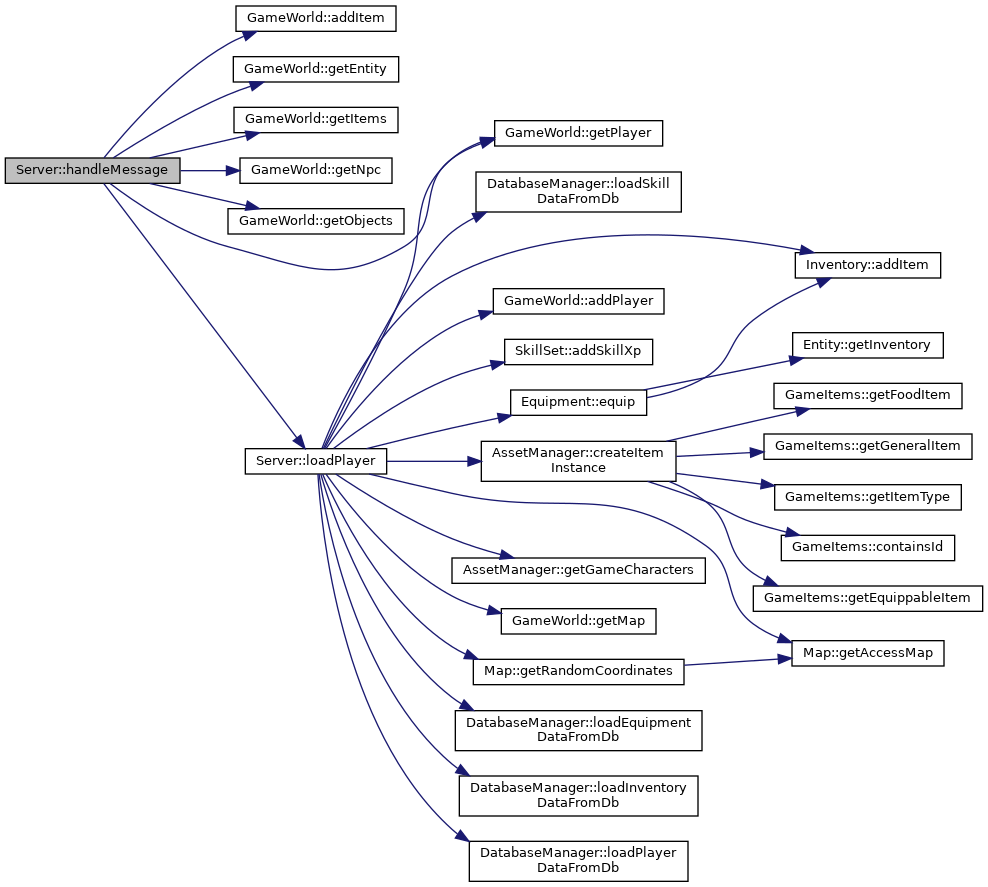 GameWorld::addItem
GameWorld::getEntity
GameWorld::getItems
Server::handleMessage
GameWorld::getNpc
GameWorld::getObjects
Server::loadPlayer
GameWorld::getPlayer
DatabaseManager::loadSkill
DataFromDb
GameWorld::addPlayer
SkillSet::addSkillXp
Equipment::equip
AssetManager::createItem
Instance
AssetManager::getGameCharacters
GameWorld::getMap
Map::getRandomCoordinates
DatabaseManager::loadEquipment
DataFromDb
DatabaseManager::loadInventory
DataFromDb
DatabaseManager::loadPlayer
DataFromDb
Inventory::addItem
Entity::getInventory
GameItems::getFoodItem
GameItems::getGeneralItem
GameItems::getItemType
GameItems::containsId
GameItems::getEquippableItem
Map::getAccessMap